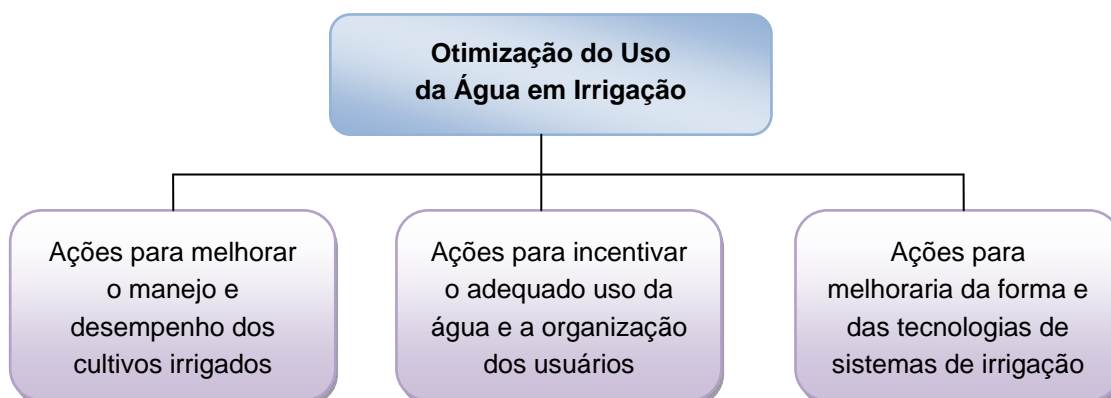 Otimização do Uso
da Água em Irrigação
Ações para melhorar
o manejo e
desempenho dos
cultivos irrigados
Ações para incentivar
o adequado uso da
água e a organização
dos usuários
Ações para
melhoraria da forma e
das tecnologias de
sistemas de irrigação